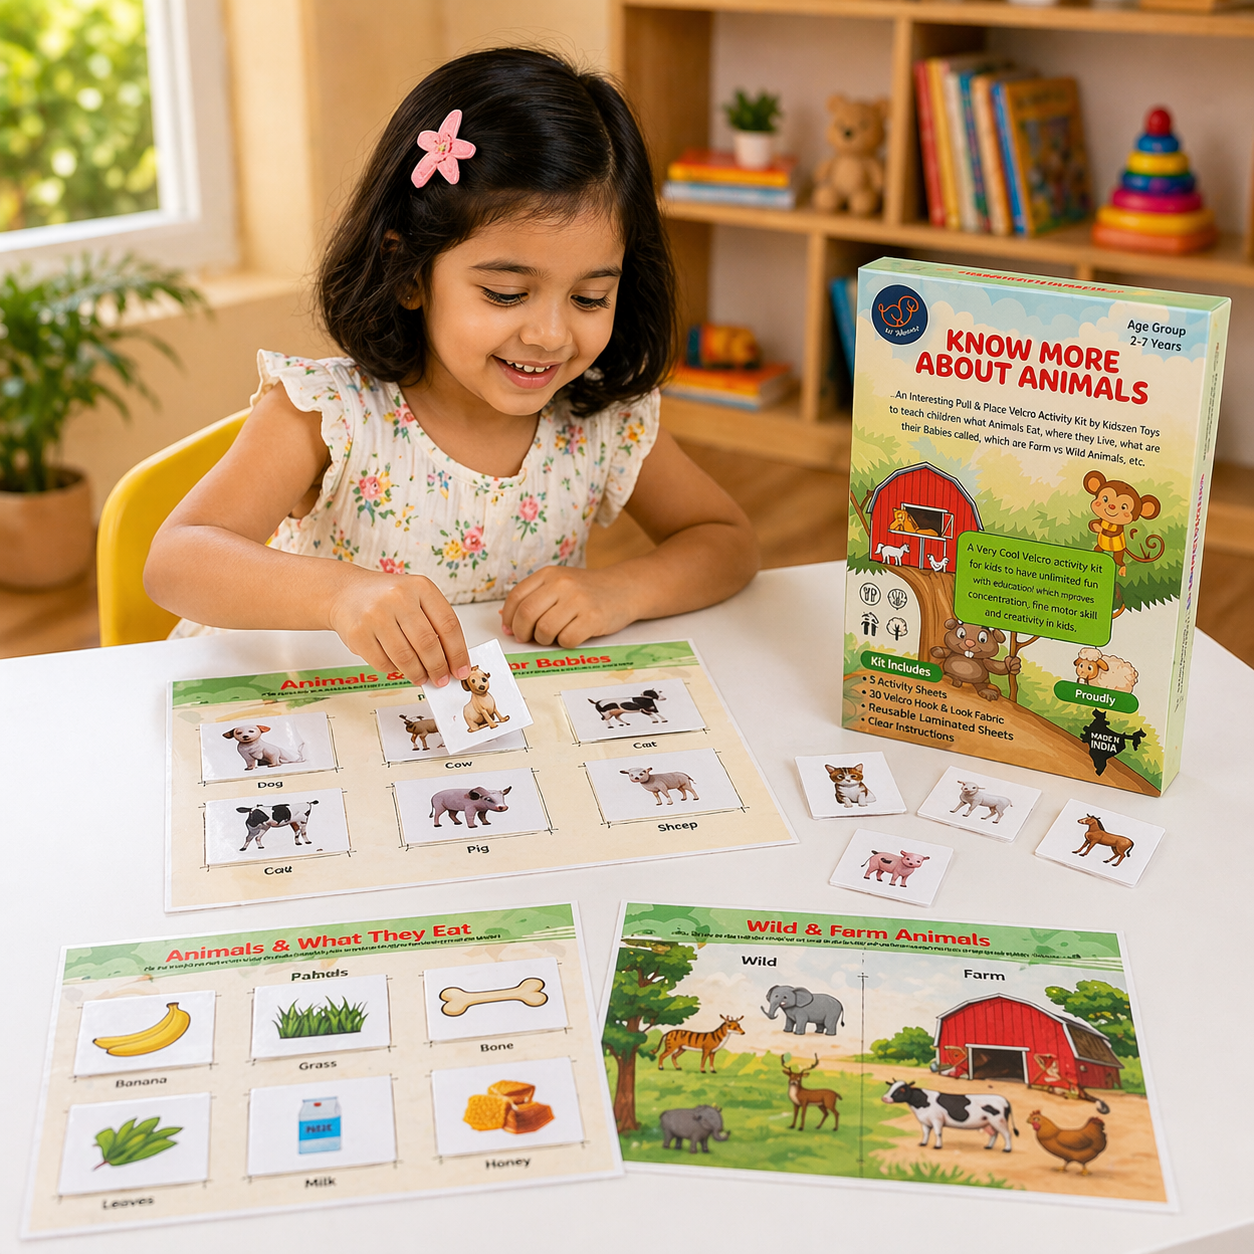 Age Group
2-7 Years
KNOW MORE
ABOUT ANIMALS
...An Interesting Pull & Place Velcro Activity Kit by Kidszen Toys
to teach children what Animals Eat, where they Live, what are
their Babies called, which are Farm vs Wild Animals, etc.
A Very Cool Velcro activity kit
for kids to have unlimited fun
with education! which mproves
concentration, fine motor skill
and creativity in kids,
Kit Includes
• 5 Activity Sheets
• 30 Velcro Hook & Look Fabric
• Reusable Laminated Sheets
• Clear Instructions
Proudly
MADE IN
INDIA
Animals & Babies
Dog
Cow
Cat
Pig
Sheep
Animals & What They Eat
Banana
Grass
Bone
Leaves
Milk
Honey
Wild & Farm Animals
Wild
Farm